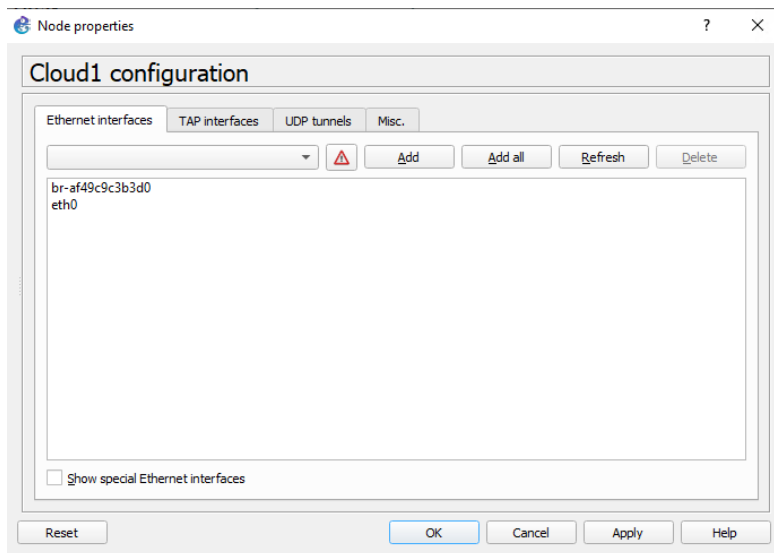 Node properties
?
Cloud1 configuration
Ethernet interfaces TAP interfaces UDP tunnels Misc.
Add Add all Refresh Delete
br-af49c9c3b3d0
eth0
Show special Ethernet interfaces
Reset OK Cancel Apply Help